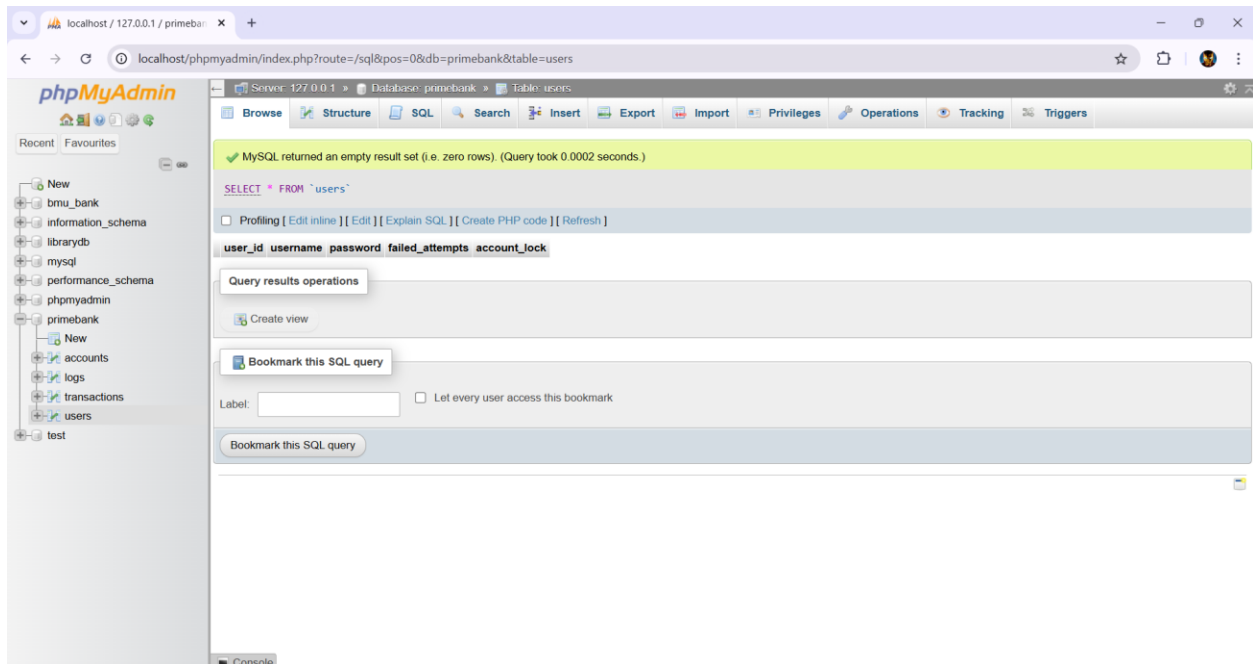 localhost / 127.0.0.1 / primeban
localhost/phpmyadmin/index.php?route=/sql&pos=0&db=primebank&table=users
phpMyAdmin
Recent Favourites
New
bmu_bank
information_schema
librarydb
mysql
performance_schema
phpmyadmin
primebank
New
accounts
logs
transactions
users
test
Server: 127.0.0.1 » Database: primebank » Table: users
Browse Structure SQL Search Insert Export Import Privileges Operations Tracking Triggers
MySQL returned an empty result set (i.e. zero rows). (Query took 0.0002 seconds.)
SELECT * FROM `users`
Profiling [ Edit inline ] [ Edit ] [ Explain SQL ] [ Create PHP code ] [ Refresh ]
user_id username password failed_attempts account_lock
Query results operations
Create view
Bookmark this SQL query
Label: Let every user access this bookmark
Bookmark this SQL query
Console